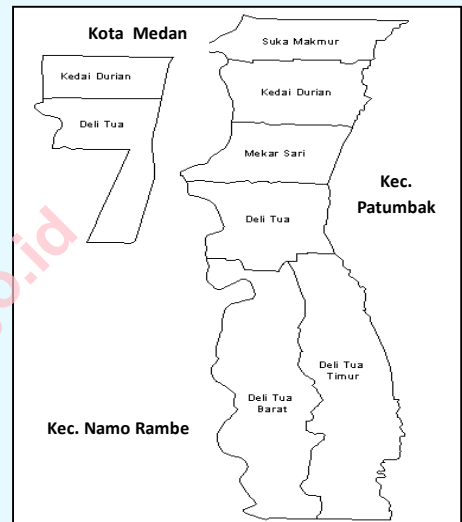 Kota Medan
Suka Makmur
Kedai Durian
Kedai Durian
Deli Tua
Mekar Sari
Kec.
Patumbak
Deli Tua
Deli Tua
Timur
Deli Tua
Barat
Kec. Namo Rambe
o.id